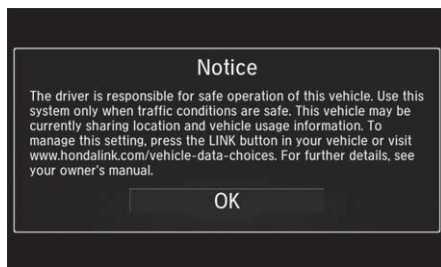 Notice
The driver is responsible for safe operation of this vehicle. Use this
system only when traffic conditions are safe. This vehicle may be
currently sharing location and vehicle usage information. To
manage this setting, press the LINK button in your vehicle or visit
www.hondalink.com/vehicle-data-choices. For further details, see
your owner's manual.
OK